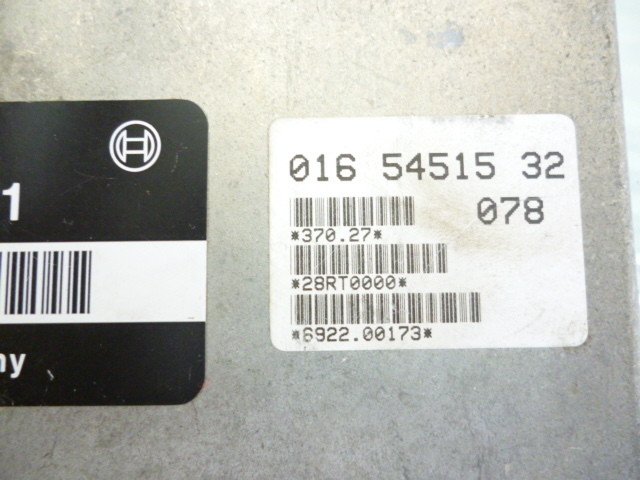 1
ny
016 54515 32
078
*370.27*
*28RT0000*
*6922.00173*